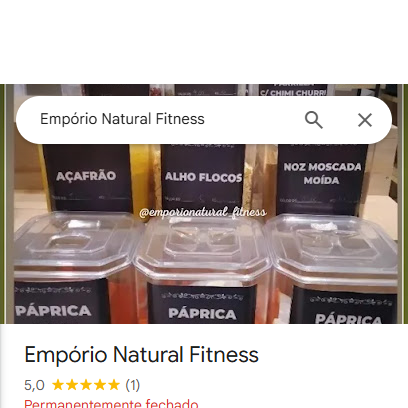 C/ CHIMI CHURRI
Empório Natural Fitness
AÇAFRÃO
ALHO FLOCOS
NOZ MOSCADA
MOÍDA
@emporionatural_fitness
PÁPRICA
PÁPRICA
PÁPRICA
Empório Natural Fitness
5,0 ★★★★★ (1)
Permanentemente fechado